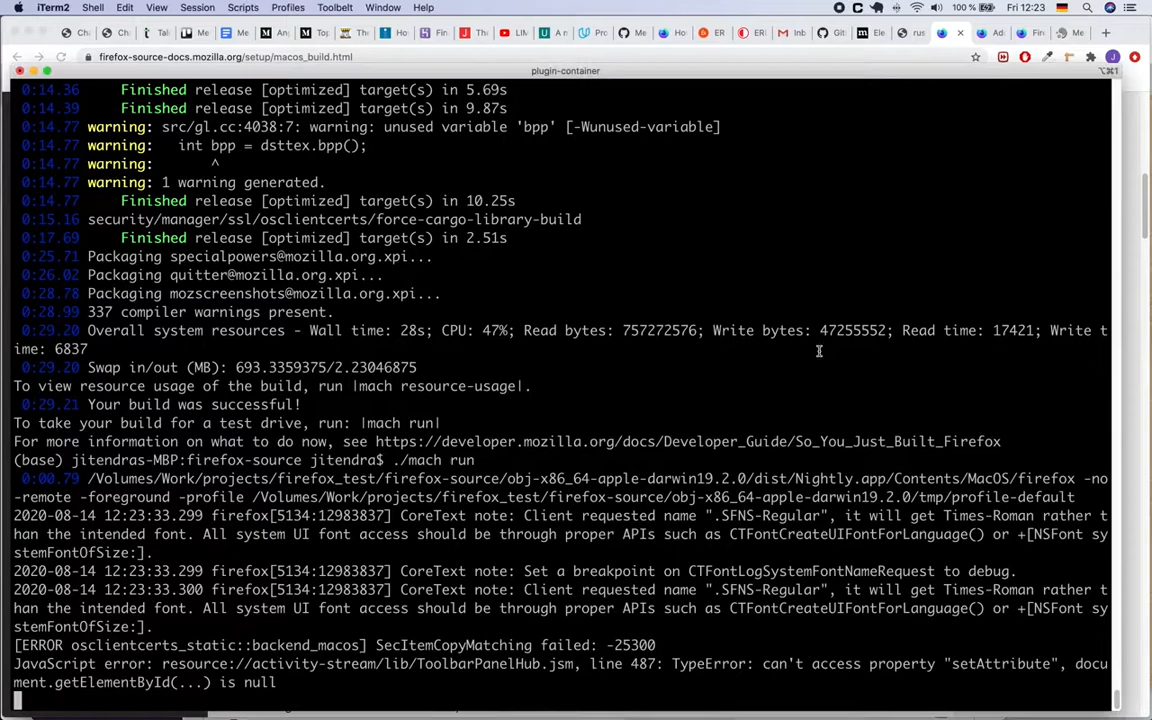 iTerm2 Shell Edit View Session Scripts Profiles Toolbelt Window Help 100 % Fri 12:23
firefox-source-docs.mozilla.org/setup/macos_build.html
plugin-container ⌥⌘1
0:14.36 Finished release [optimized] target(s) in 5.69s
0:14.39 Finished release [optimized] target(s) in 9.87s
0:14.77 warning: src/gl.cc:4038:7: warning: unused variable 'bpp' [-Wunused-variable]
0:14.77 warning: int bpp = dsttex.bpp();
0:14.77 warning: ^
0:14.77 warning: 1 warning generated.
0:14.77 Finished release [optimized] target(s) in 10.25s
0:15.16 security/manager/ssl/osclientcerts/force-cargo-library-build
0:17.69 Finished release [optimized] target(s) in 2.51s
0:25.71 Packaging specialpowers@mozilla.org.xpi...
0:26.02 Packaging quitter@mozilla.org.xpi...
0:28.78 Packaging mozscreenshots@mozilla.org.xpi...
0:28.99 337 compiler warnings present.
0:29.20 Overall system resources - Wall time: 28s; CPU: 47%; Read bytes: 757272576; Write bytes: 47255552; Read time: 17421; Write t
ime: 6837
0:29.20 Swap in/out (MB): 693.3359375/2.23046875
To view resource usage of the build, run |mach resource-usage|.
0:29.21 Your build was successful!
To take your build for a test drive, run: |mach run|
For more information on what to do now, see https://developer.mozilla.org/docs/Developer_Guide/So_You_Just_Built_Firefox
(base) jitendras-MBP:firefox-source jitendra$ ./mach run
0:00.79 /Volumes/Work/projects/firefox_test/firefox-source/obj-x86_64-apple-darwin19.2.0/dist/Nightly.app/Contents/MacOS/firefox -no
-remote -foreground -profile /Volumes/Work/projects/firefox_test/firefox-source/obj-x86_64-apple-darwin19.2.0/tmp/profile-default
2020-08-14 12:23:33.299 firefox[5134:12983837] CoreText note: Client requested name ".SFNS-Regular", it will get Times-Roman rather t
han the intended font. All system UI font access should be through proper APIs such as CTFontCreateUIFontForLanguage() or +[NSFont sy
stemFontOfSize:].
2020-08-14 12:23:33.299 firefox[5134:12983837] CoreText note: Set a breakpoint on CTFontLogSystemFontNameRequest to debug.
2020-08-14 12:23:33.300 firefox[5134:12983837] CoreText note: Client requested name ".SFNS-Regular", it will get Times-Roman rather t
han the intended font. All system UI font access should be through proper APIs such as CTFontCreateUIFontForLanguage() or +[NSFont sy
stemFontOfSize:].
[ERROR osclientcerts_static::backend_macos] SecItemCopyMatching failed: -25300
JavaScript error: resource://activity-stream/lib/ToolbarPanelHub.jsm, line 487: TypeError: can't access property "setAttribute", docu
ment.getElementById(...) is null